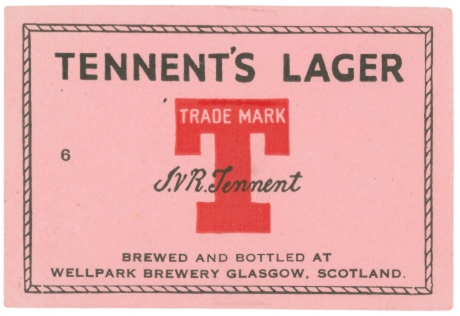 TENNENT'S LAGER
TRADE MARK
T
6
J.V.R. Tennent
BREWED AND BOTTLED AT
WELLPARK BREWERY GLASGOW, SCOTLAND.